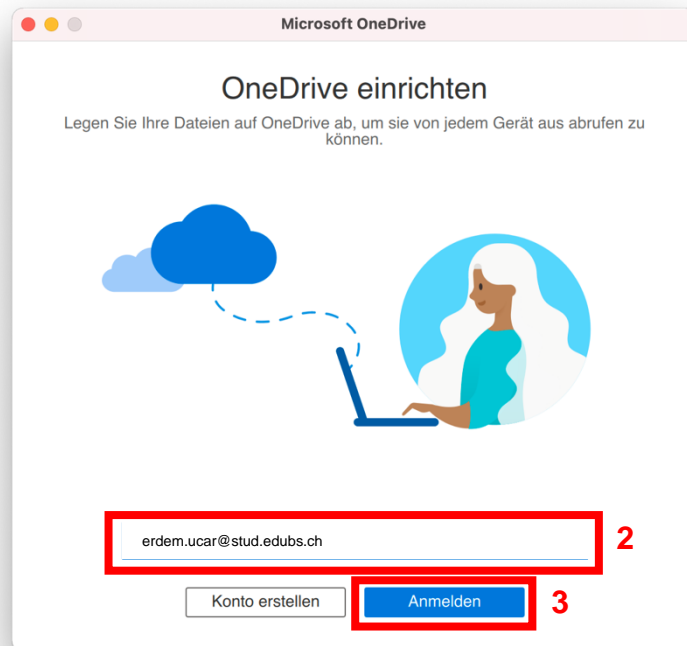 Microsoft OneDrive
OneDrive einrichten
Legen Sie Ihre Dateien auf OneDrive ab, um sie von jedem Gerät aus abrufen zu
können.
erdem.ucar@stud.edubs.ch
2
Konto erstellen
Anmelden
3